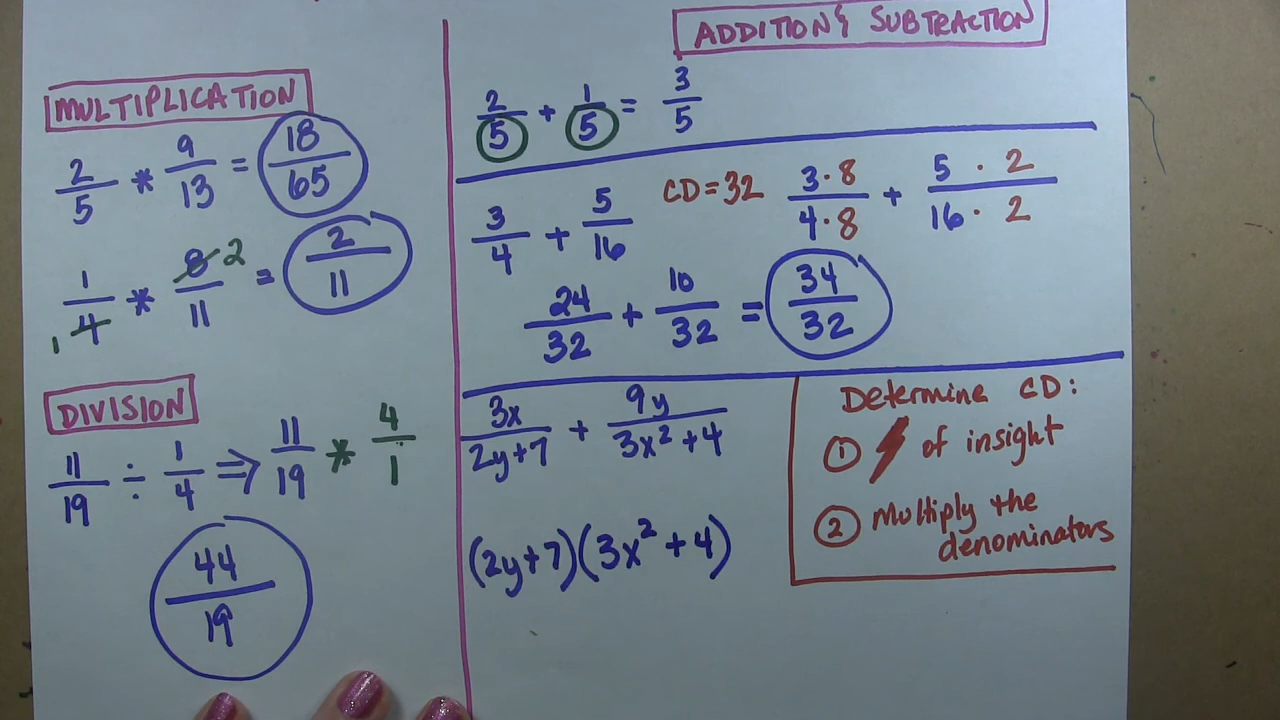 MULTIPLICATION
2/5 * 9/13 = 18/65
1/4 * 8/11 = 2/11
1 2
DIVISION
11/19 ÷ 1/4 ⇒ 11/19 * 4/1
44/19
ADDITION & SUBTRACTION
2/5 + 1/5 = 3/5
3/4 + 5/16 CD = 32 3·8/4·8 + 5·2/16·2
24/32 + 10/32 = 34/32
3x/2y+7 + 9y/3x²+4
(2y+7)(3x²+4)
Determine CD:
① of insight
② Multiply the
denominators